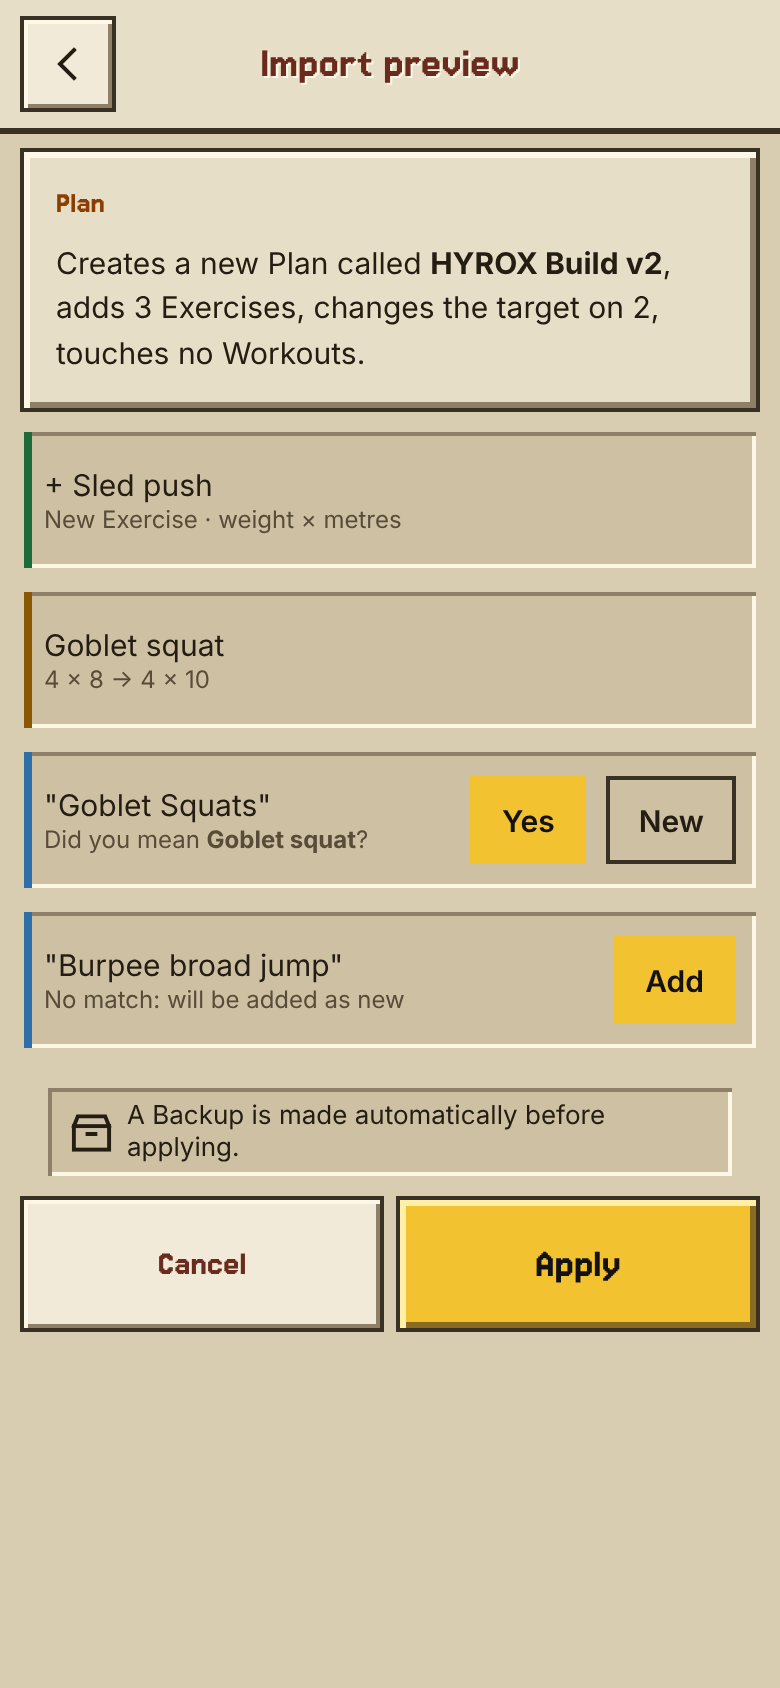 Import preview
Plan
Creates a new Plan called HYROX Build v2,
adds 3 Exercises, changes the target on 2,
touches no Workouts.
+ Sled push
New Exercise · weight × metres
Goblet squat
4 × 8 → 4 × 10
"Goblet Squats"
Did you mean Goblet squat?
Yes
New
"Burpee broad jump"
No match: will be added as new
Add
A Backup is made automatically before
applying.
Cancel
Apply